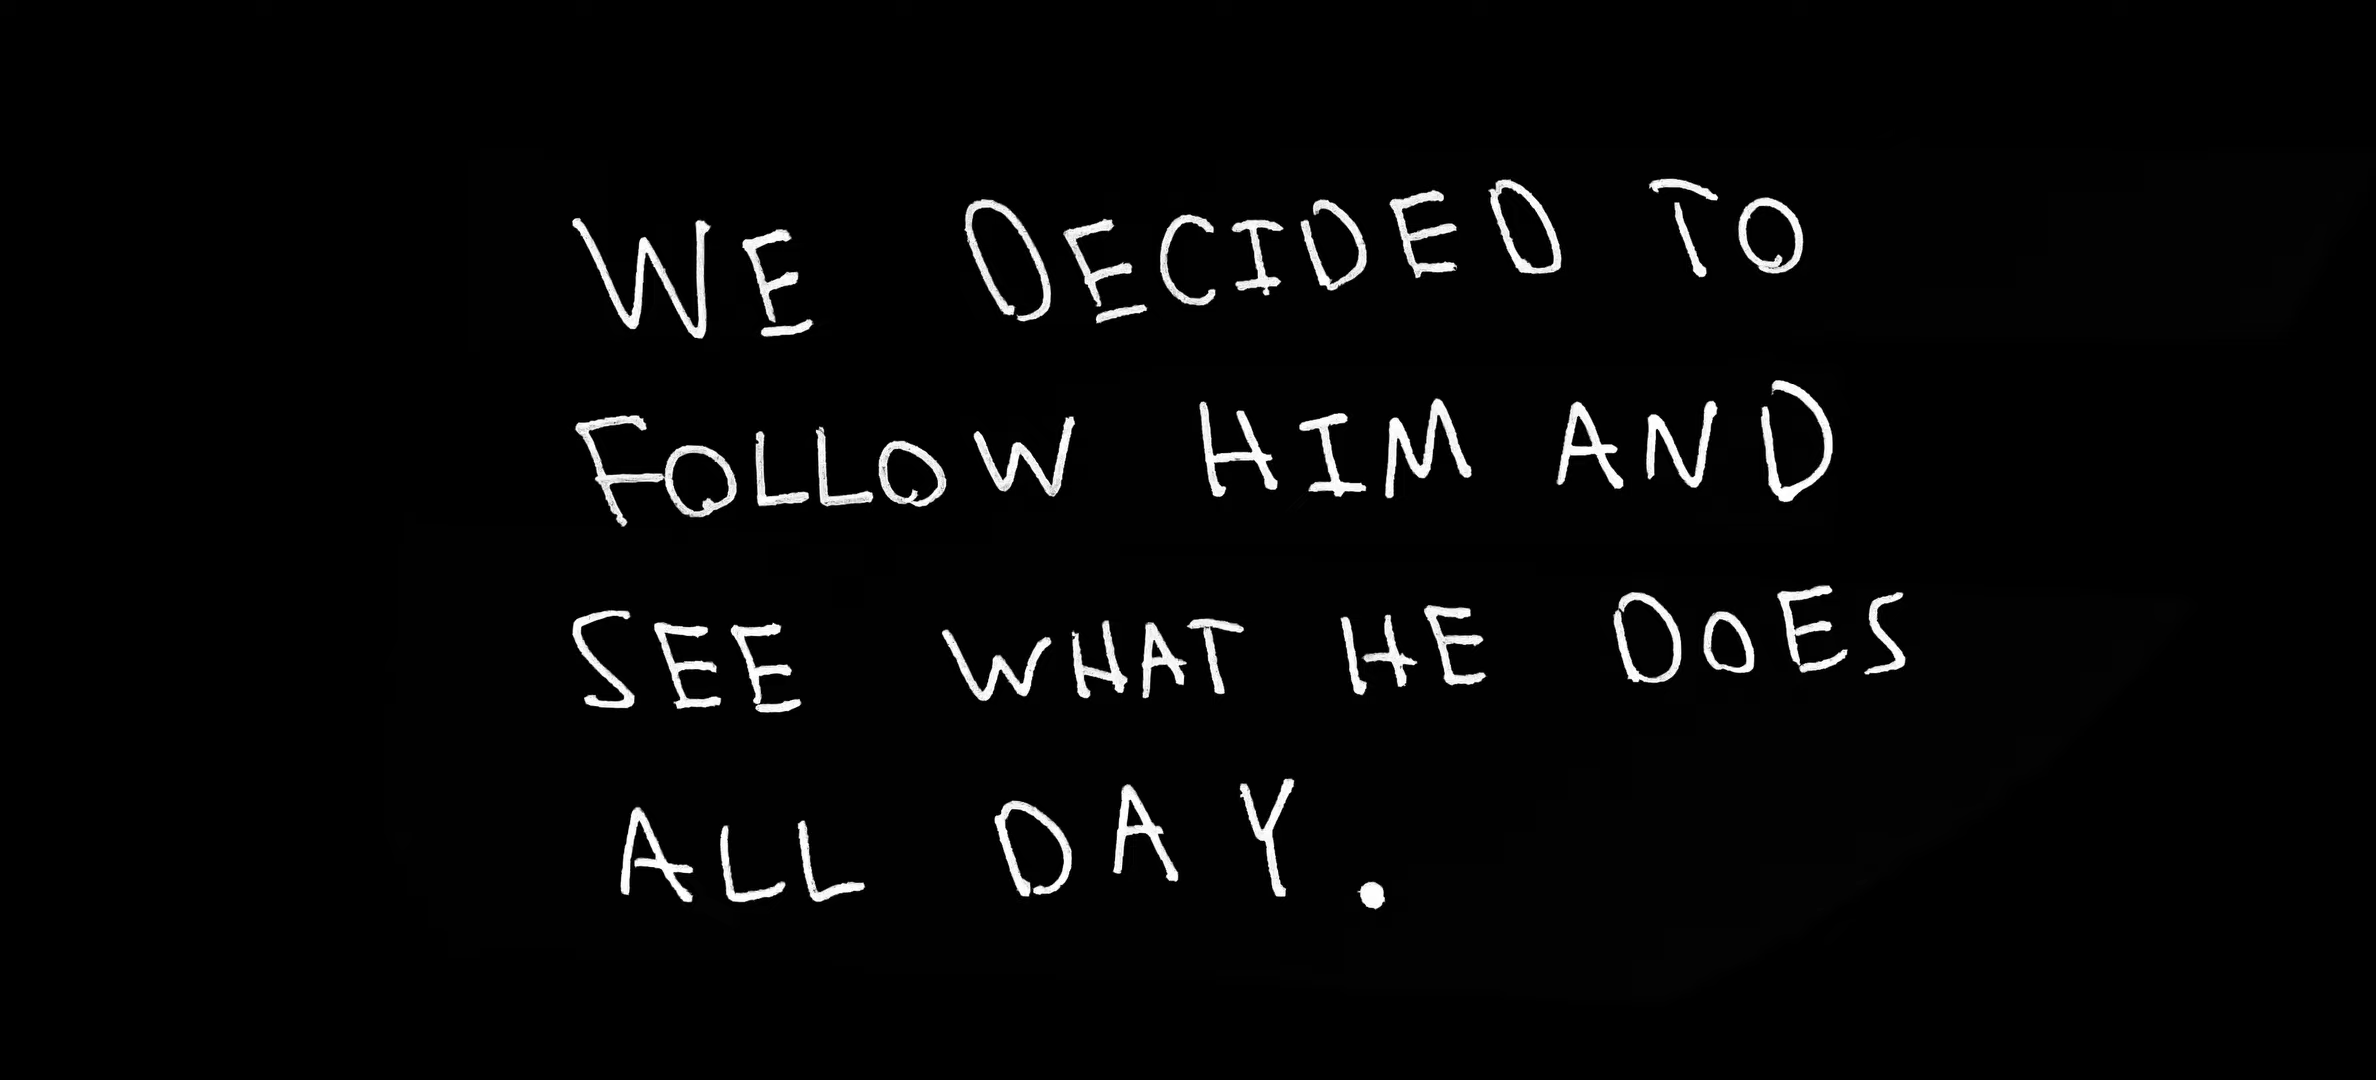 WE DECIDED TO
FOLLOW HIM AND
SEE WHAT HE DOES
ALL DAY.